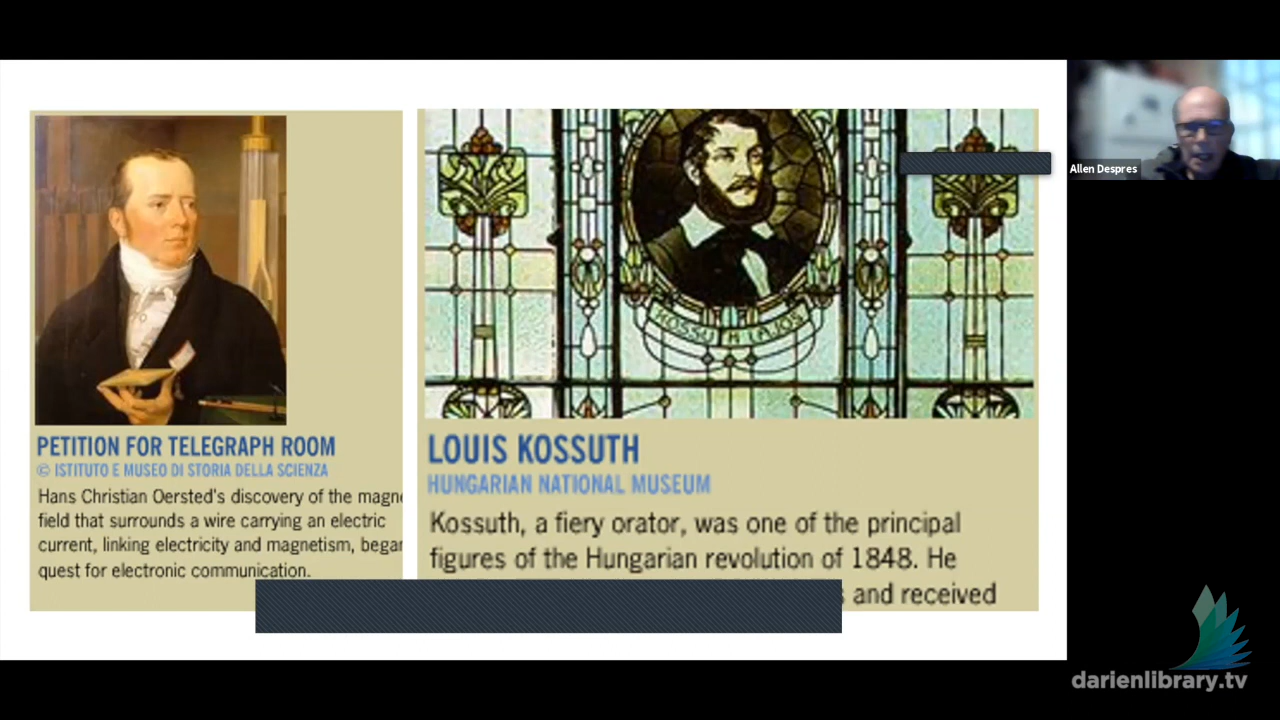 PETITION FOR TELEGRAPH ROOM
© ISTITUTO E MUSEO DI STORIA DELLA SCIENZA
Hans Christian Oersted's discovery of the magne
field that surrounds a wire carrying an electric
current, linking electricity and magnetism, began
quest for electronic communication.
KOSSUTH LAJOS
LOUIS KOSSUTH
HUNGARIAN NATIONAL MUSEUM
Kossuth, a fiery orator, was one of the principal
figures of the Hungarian revolution of 1848. He
and received
Allen Despres
darienlibrary.tv